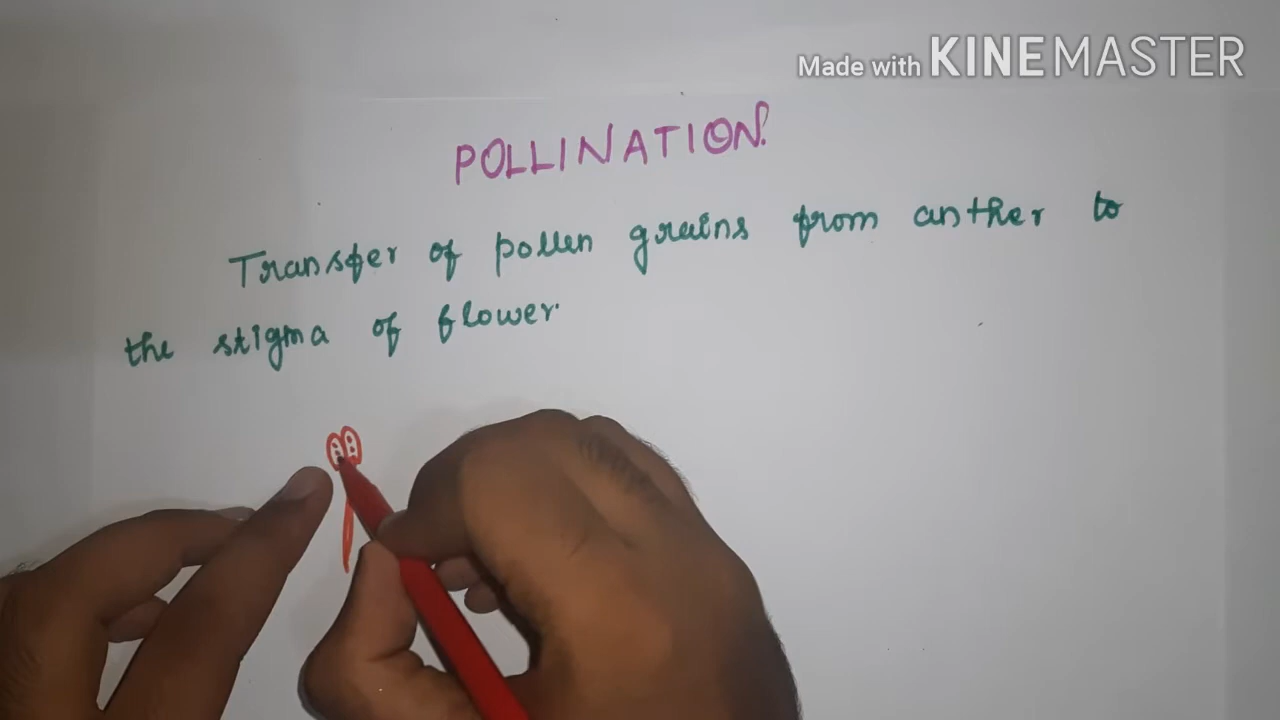 Made with KINEMASTER
POLLINATION.
Transfer of pollen grains from anther to
the stigma of flower.